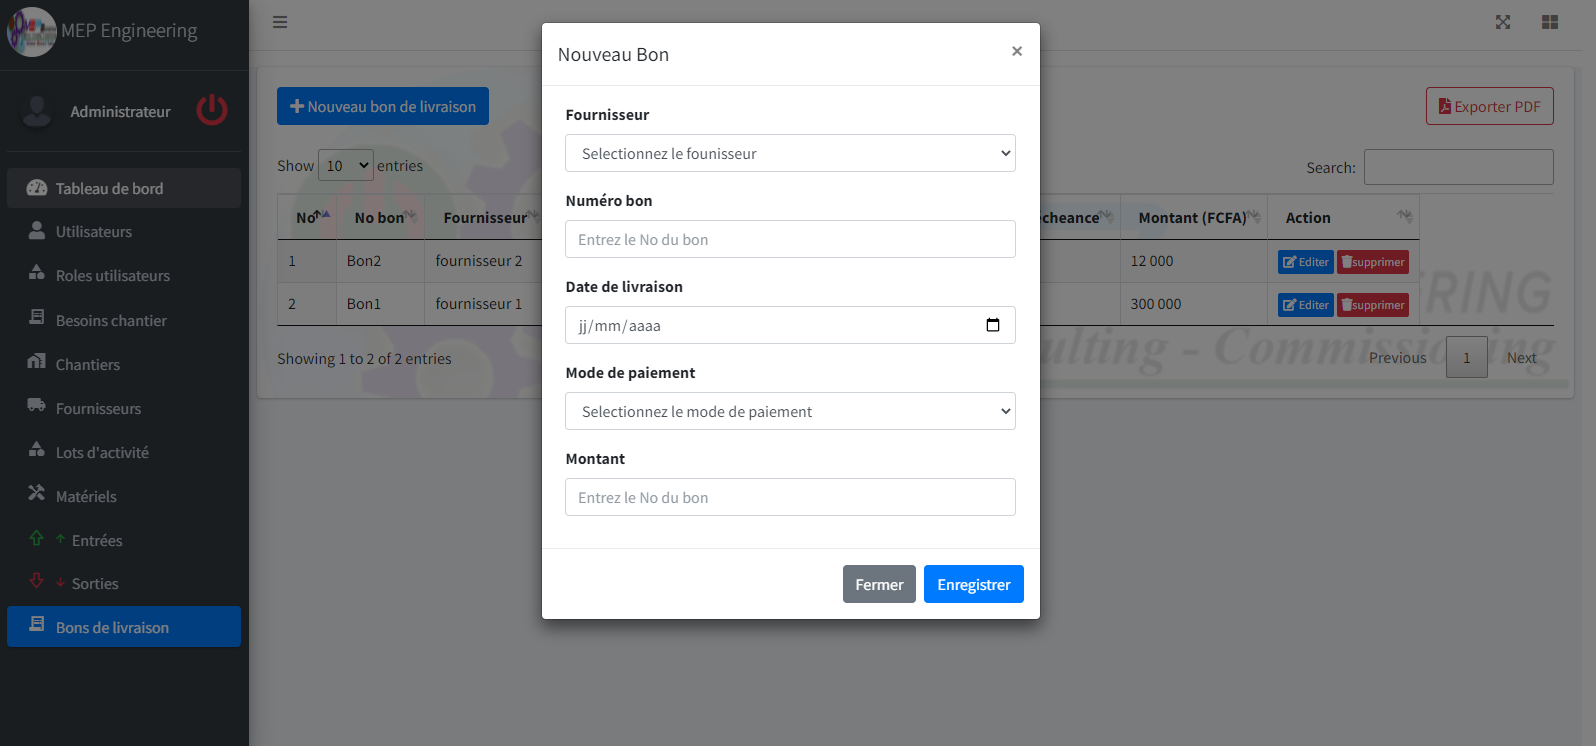 MEP Engineering
Administrateur
Tableau de bord
Utilisateurs
Roles utilisateurs
Besoins chantier
Chantiers
Fournisseurs
Lots d'activité
Matériels
Entrées
Sorties
Bons de livraison
Nouveau bon de livraison
Exporter PDF
Show 10 entries
Search:
No No bon Fournisseur cheance Montant (FCFA) Action
1 Bon2 fournisseur 2 12 000 Editer supprimer
2 Bon1 fournisseur 1 300 000 Editer supprimer
Showing 1 to 2 of 2 entries
Previous 1 Next
RING
ulting - Commissioning
Nouveau Bon
×
Fournisseur
Selectionnez le founisseur
Numéro bon
Entrez le No du bon
Date de livraison
jj/mm/aaaa
Mode de paiement
Selectionnez le mode de paiement
Montant
Entrez le No du bon
Fermer
Enregistrer